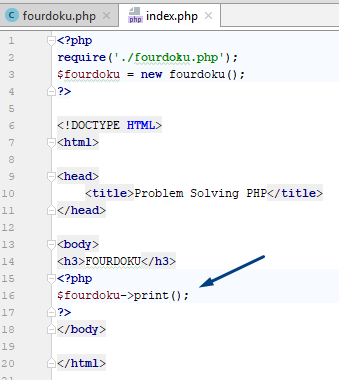 fourdoku.php index.php
1 <?php
2 require('./fourdoku.php');
3 $fourdoku = new fourdoku();
4 ?>
5
6 <!DOCTYPE HTML>
7 <html>
8
9 <head>
10     <title>Problem Solving PHP</title>
11 </head>
12
13 <body>
14 <h3>FOURDOKU</h3>
15 <?php
16 $fourdoku->print();
17 ?>
18 </body>
19
20 </html>
21